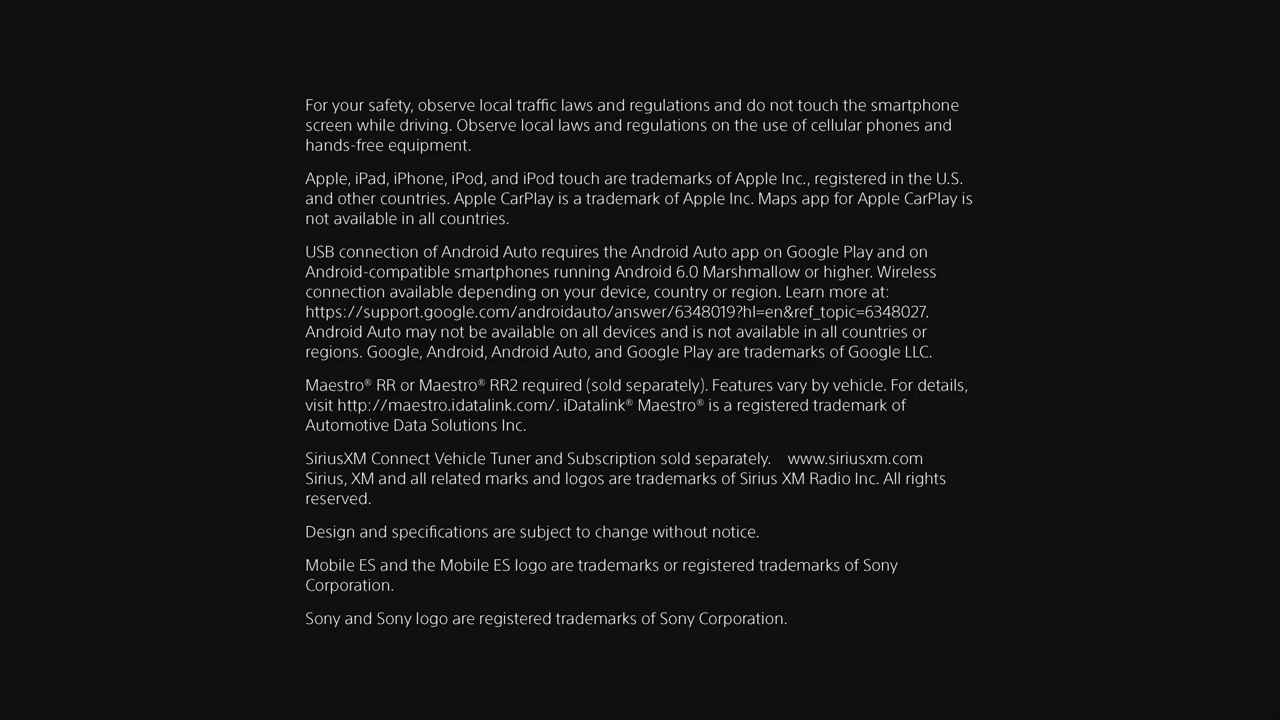 For your safety, observe local traffic laws and regulations and do not touch the smartphone
screen while driving. Observe local laws and regulations on the use of cellular phones and
hands-free equipment.
Apple, iPad, iPhone, iPod, and iPod touch are trademarks of Apple Inc., registered in the U.S.
and other countries. Apple CarPlay is a trademark of Apple Inc. Maps app for Apple CarPlay is
not available in all countries.
USB connection of Android Auto requires the Android Auto app on Google Play and on
Android-compatible smartphones running Android 6.0 Marshmallow or higher. Wireless
connection available depending on your device, country or region. Learn more at:
https://support.google.com/androidauto/answer/6348019?hl=en&ref_topic=6348027.
Android Auto may not be available on all devices and is not available in all countries or
regions. Google, Android, Android Auto, and Google Play are trademarks of Google LLC.
Maestro® RR or Maestro® RR2 required (sold separately). Features vary by vehicle. For details,
visit http://maestro.idatalink.com/. iDatalink® Maestro® is a registered trademark of
Automotive Data Solutions Inc.
SiriusXM Connect Vehicle Tuner and Subscription sold separately. www.siriusxm.com
Sirius, XM and all related marks and logos are trademarks of Sirius XM Radio Inc. All rights
reserved.
Design and specifications are subject to change without notice.
Mobile ES and the Mobile ES logo are trademarks or registered trademarks of Sony
Corporation.
Sony and Sony logo are registered trademarks of Sony Corporation.